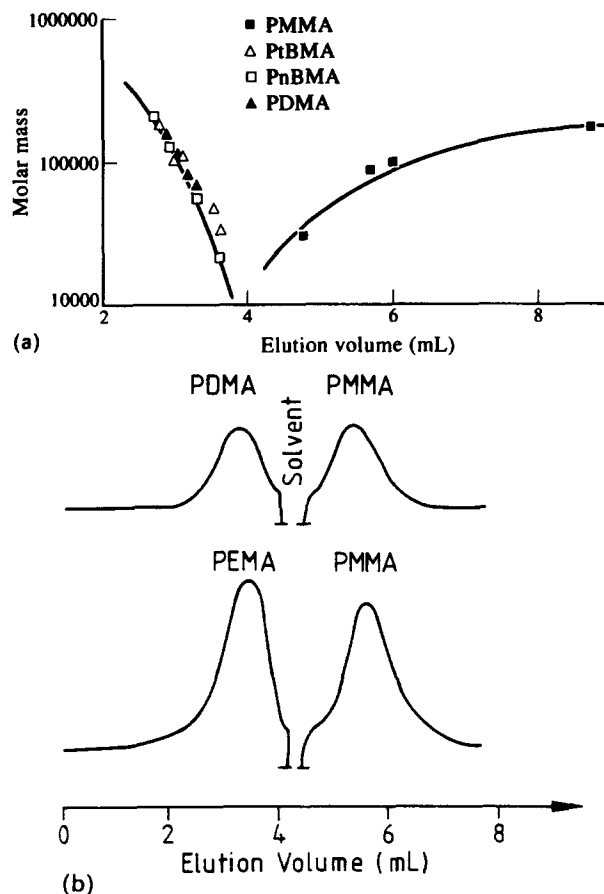 1000000
■ PMMA
△ PtBMA
□ PnBMA
▲ PDMA
100000
10000
Molar mass
2 4 6 8
(a) Elution volume (mL)
PDMA Solvent PMMA
PEMA PMMA
0 2 4 6 8
Elution Volume (mL)
(b)